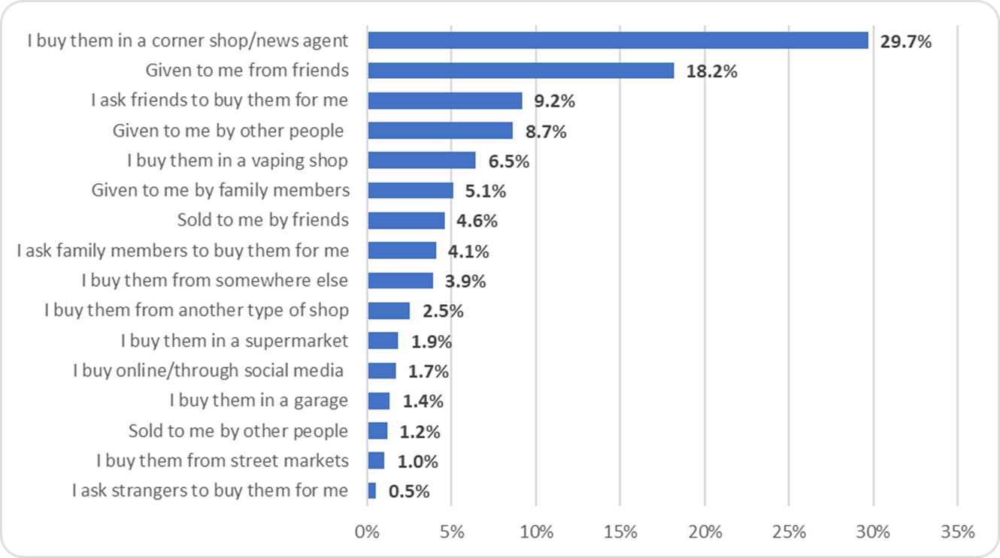 I buy them in a corner shop/news agent 29.7%
Given to me from friends 18.2%
I ask friends to buy them for me 9.2%
Given to me by other people 8.7%
I buy them in a vaping shop 6.5%
Given to me by family members 5.1%
Sold to me by friends 4.6%
I ask family members to buy them for me 4.1%
I buy them from somewhere else 3.9%
I buy them from another type of shop 2.5%
I buy them in a supermarket 1.9%
I buy online/through social media 1.7%
I buy them in a garage 1.4%
Sold to me by other people 1.2%
I buy them from street markets 1.0%
I ask strangers to buy them for me 0.5%
0% 5% 10% 15% 20% 25% 30% 35%